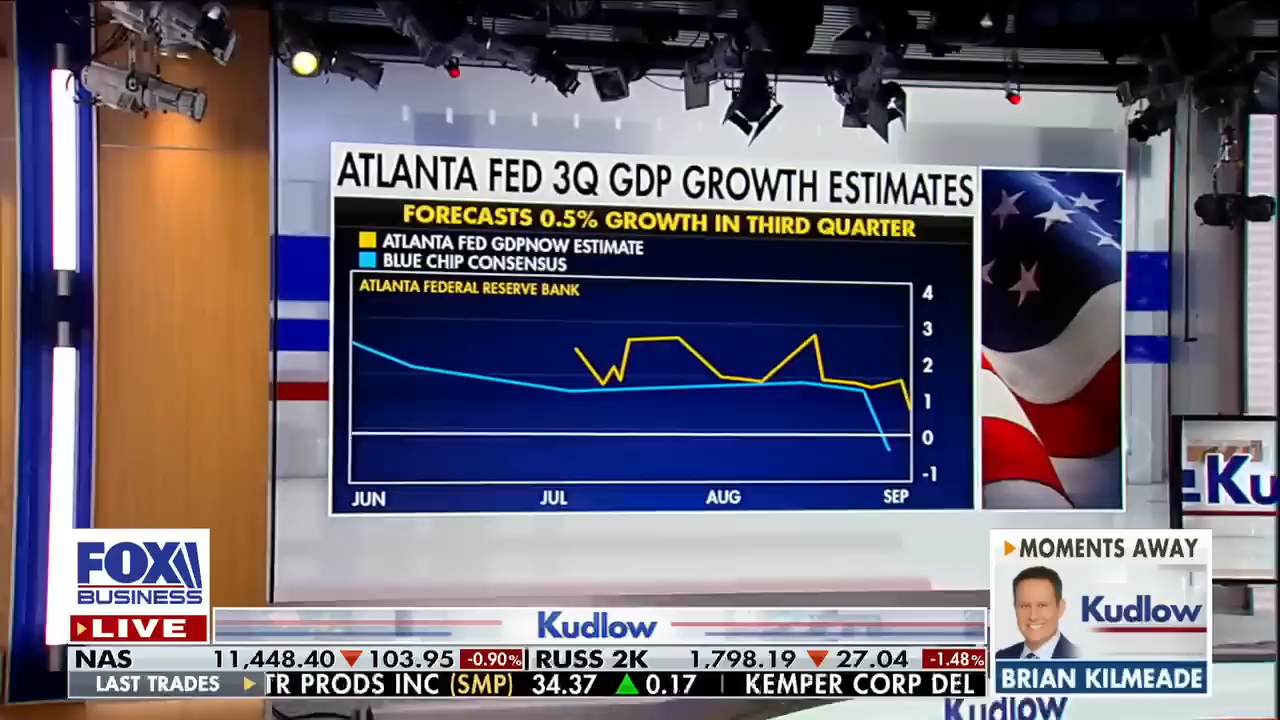 ATLANTA FED 3Q GDP GROWTH ESTIMATES
FORECASTS 0.5% GROWTH IN THIRD QUARTER
ATLANTA FED GDPNOW ESTIMATE
BLUE CHIP CONSENSUS
ATLANTA FEDERAL RESERVE BANK
4
3
2
1
0
-1
JUN JUL AUG SEP
Ku
FOX
BUSINESS
LIVE
Kudlow
MOMENTS AWAY
Kudlow
BRIAN KILMEADE
NAS 11,448.40 ▼ 103.95 -0.90% RUSS 2K 1,798.19 ▼ 27.04 -1.48%
LAST TRADES TR PRODS INC (SMP) 34.37 ▲ 0.17 KEMPER CORP DEL
Kudlow